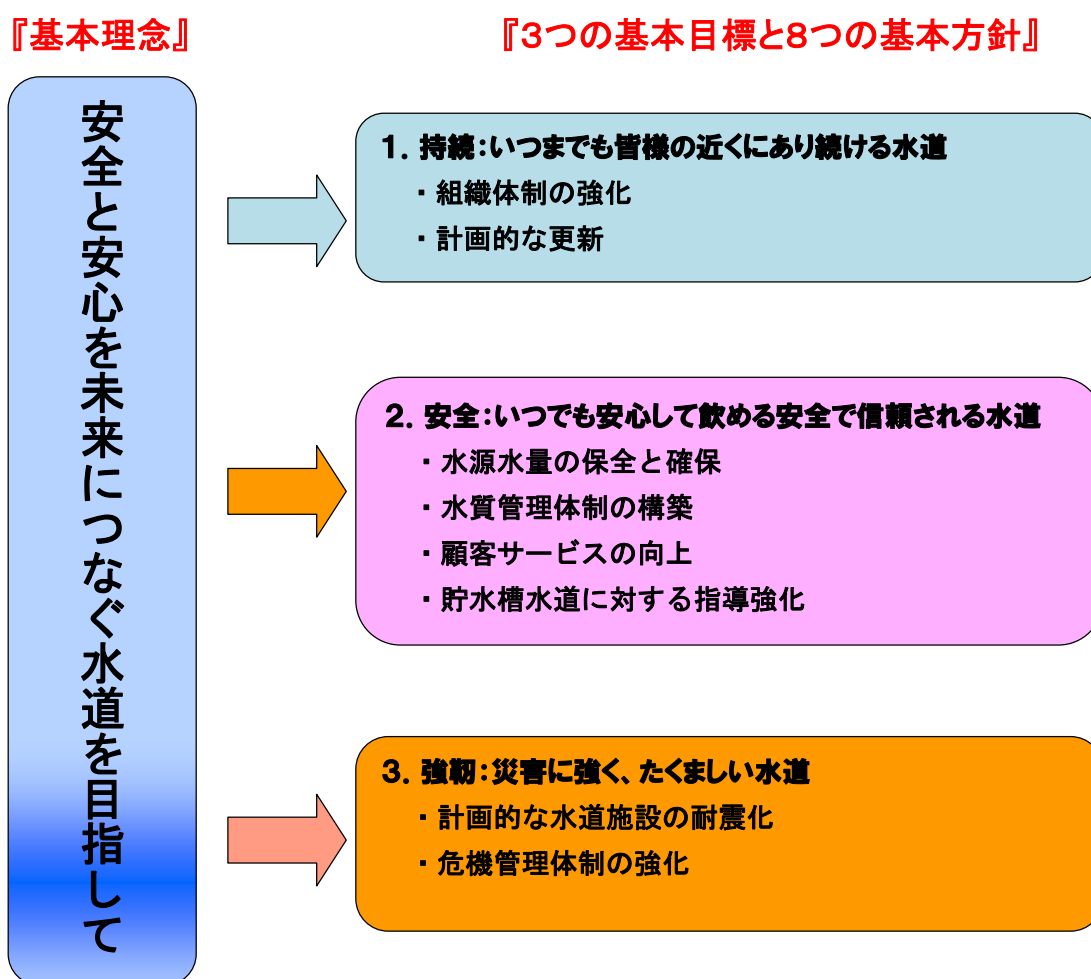 『基本理念』
『3つの基本目標と8つの基本方針』
安全と安心を未来につなぐ水道を目指して
1．持続：いつまでも皆様の近くにあり続ける水道
・組織体制の強化
・計画的な更新
2．安全：いつでも安心して飲める安全で信頼される水道
・水源水量の保全と確保
・水質管理体制の構築
・顧客サービスの向上
・貯水槽水道に対する指導強化
3．強靭：災害に強く、たくましい水道
・計画的な水道施設の耐震化
・危機管理体制の強化